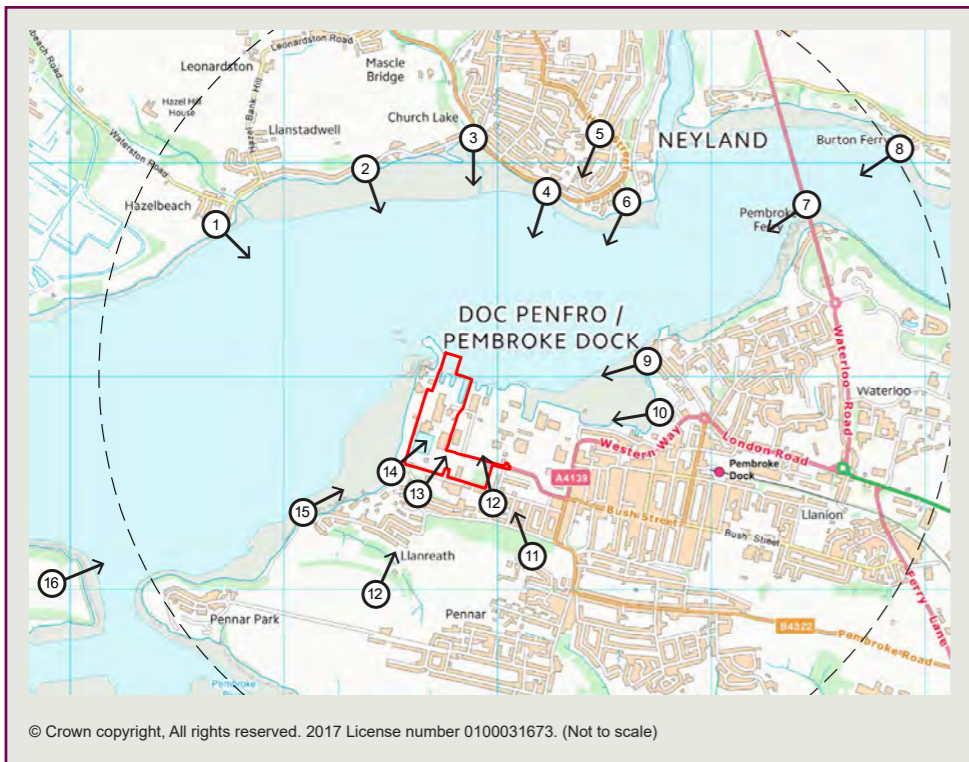 Leonardston Road
Leonardston
beach Road
Mascle
Bridge
Hazel Hill
House
Hazel Bank Hill
Llanstadwell
Church Lake
3
5
Street
NEYLAND
Burton Ferry
8
Waterston Road
2
Hazelbeach
1
4
6
7
Pembroke
Ferry
DOC PENFRO /
PEMBROKE DOCK
9
10
Waterloo Road
Waterloo
Western Way
London Road
14
13
12
A4139
Pembroke
Dock
15
Bush Street
Bush Street
Llanion
11
Llanreath
16
12
Pennar
Ferry Lane
Pennar Park
B4322
Pembroke Road
Pembroke
© Crown copyright, All rights reserved. 2017 License number 0100031673. (Not to scale)